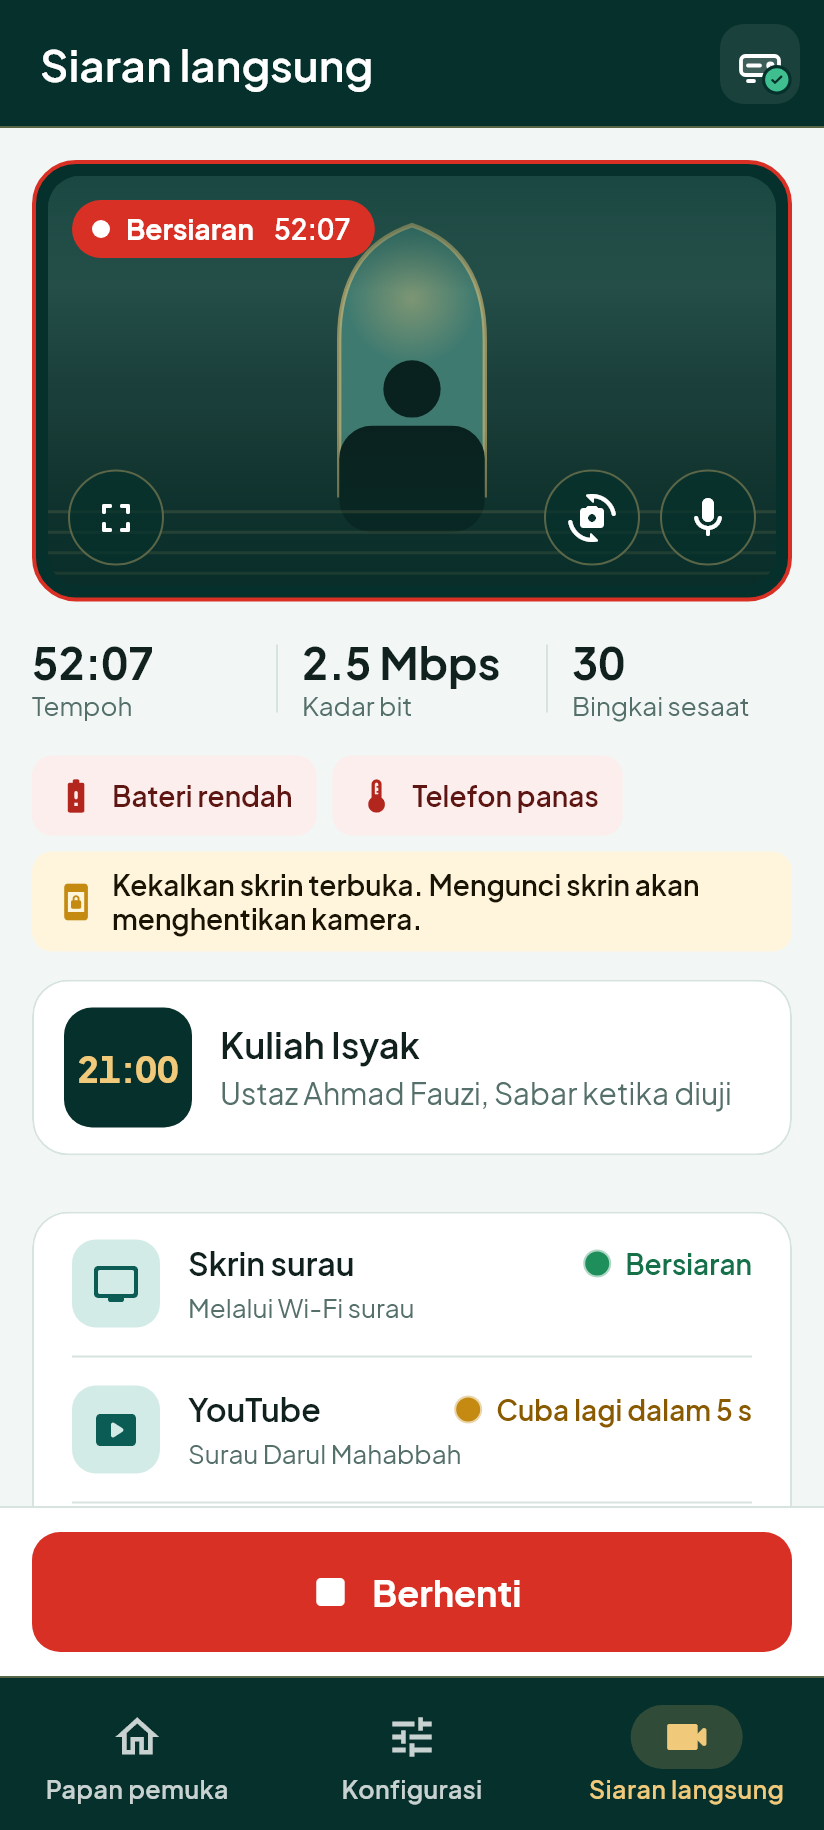 Siaran langsung
Bersiaran 52:07
52:07
Tempoh
2.5 Mbps
Kadar bit
30
Bingkai sesaat
Bateri rendah
Telefon panas
Kekalkan skrin terbuka. Mengunci skrin akan
menghentikan kamera.
21:00
Kuliah Isyak
Ustaz Ahmad Fauzi, Sabar ketika diuji
Skrin surau
Bersiaran
Melalui Wi-Fi surau
YouTube
Cuba lagi dalam 5 s
Surau Darul Mahabbah
Berhenti
Papan pemuka
Konfigurasi
Siaran langsung